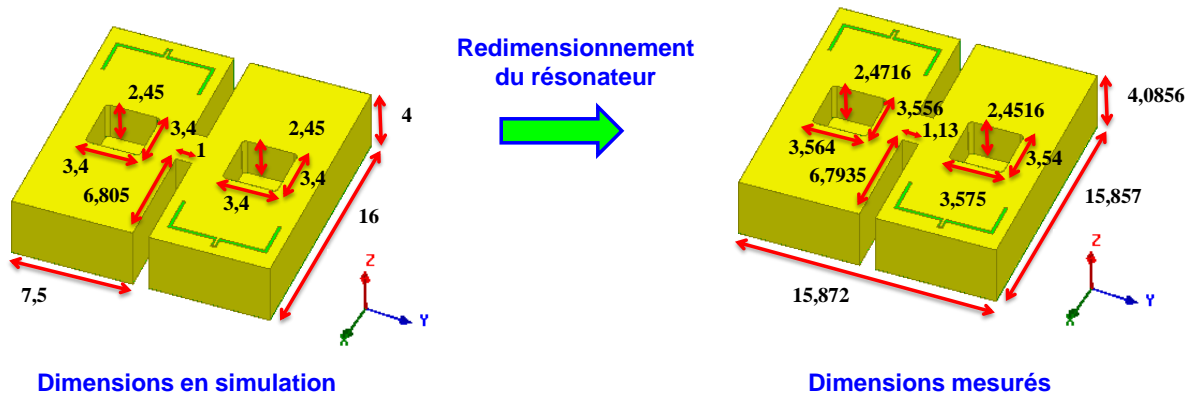 Redimensionnement
du résonateur
2,45
3,4
3,4
1
6,805
2,45
3,4
3,4
4
16
7,5
Z
Y
X
2,4716
3,556
3,564
1,13
6,7935
2,4516
3,54
3,575
4,0856
15,857
15,872
Z
Y
X
Dimensions en simulation
Dimensions mesurés